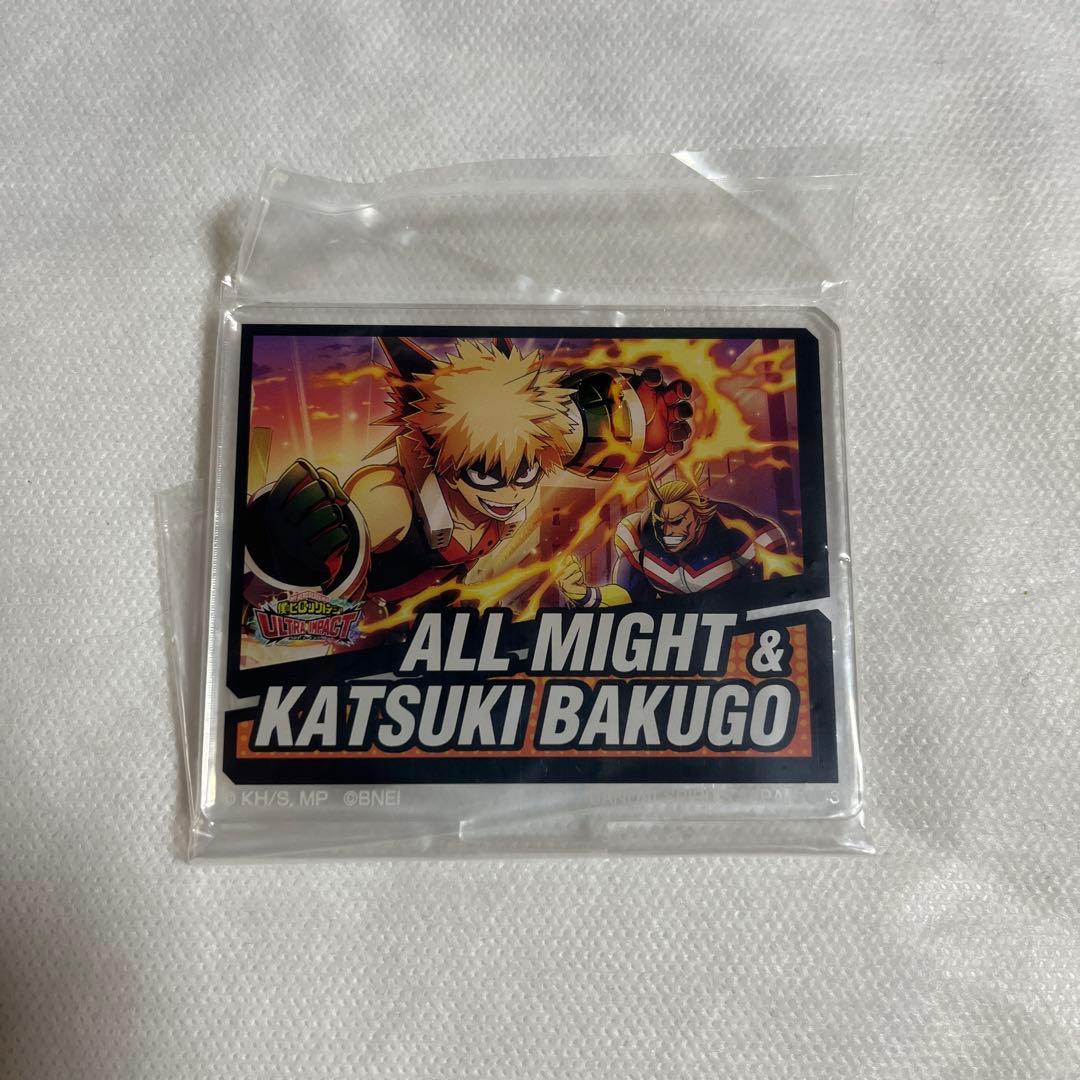 僕のヒーローアカデミア
ULTRA IMPACT
ALL MIGHT &
KATSUKI BAKUGO
KH/S, MP ©BNEI